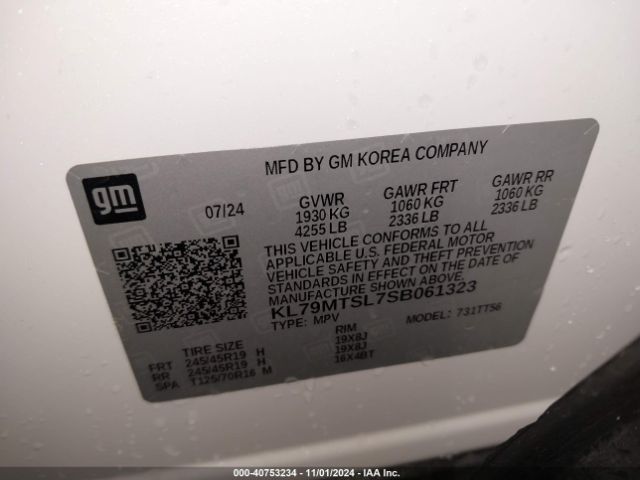 MFD BY GM KOREA COMPANY
gm
07/24
GVWR
1930 KG
4255 LB
GAWR FRT
1060 KG
2336 LB
GAWR RR
1060 KG
2336 LB
THIS VEHICLE CONFORMS TO ALL
APPLICABLE U.S. FEDERAL MOTOR
VEHICLE SAFETY AND THEFT PREVENTION
STANDARDS IN EFFECT ON THE DATE OF
MANUFACTURE SHOWN ABOVE.
KL79MTSL7SB061323
TYPE: MPV
MODEL: 731TT56
TIRE SIZE
RIM
FRT 245/45R19 H 19X8J
RR 245/45R19 H 19X8J
SPA T125/70R16 M 16X4BT
000-40753234 - 11/01/2024 - IAA Inc.